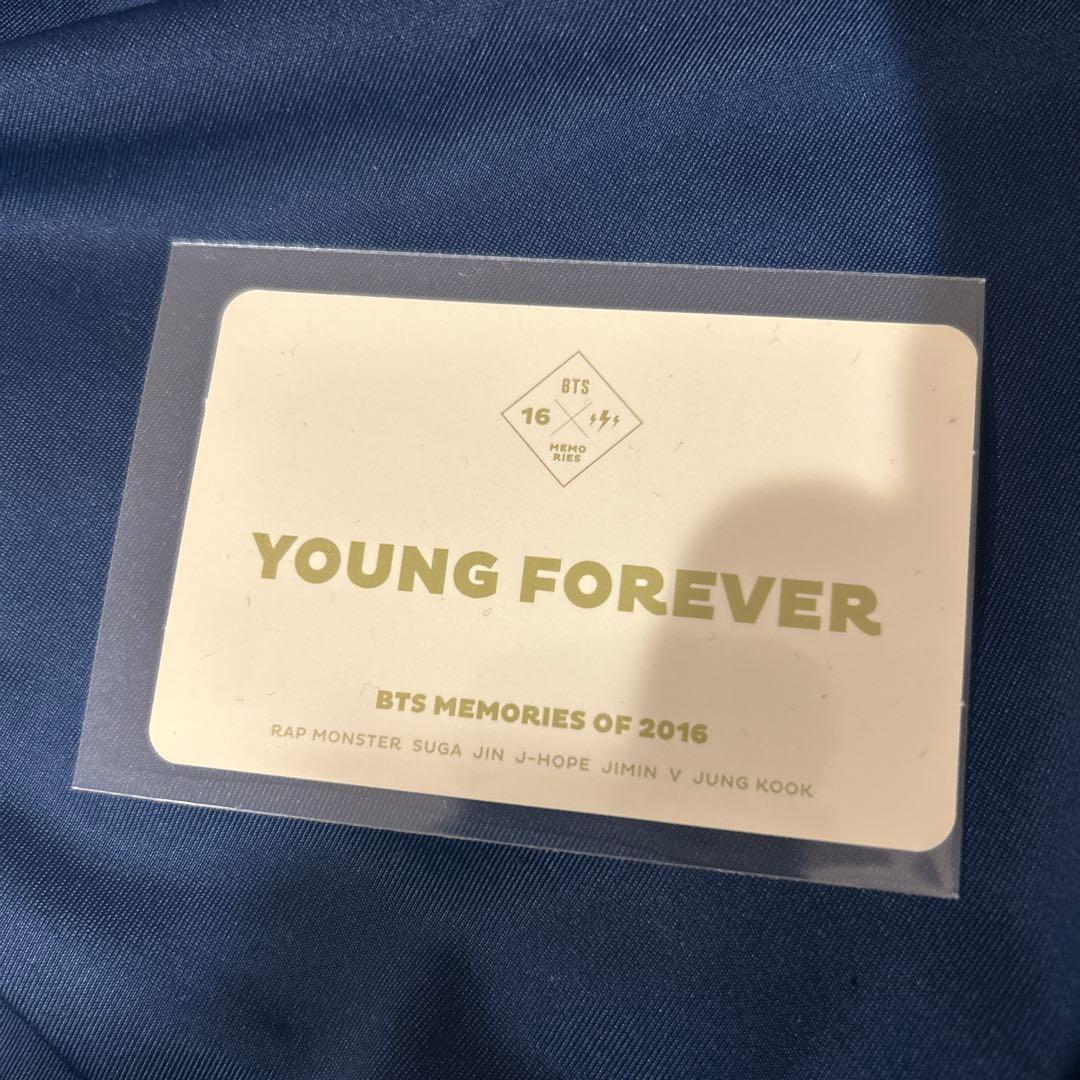 BTS
16
MEMO
RIES
YOUNG FOREVER
BTS MEMORIES OF 2016
RAP MONSTER SUGA JIN J-HOPE JIMIN V JUNG KOOK